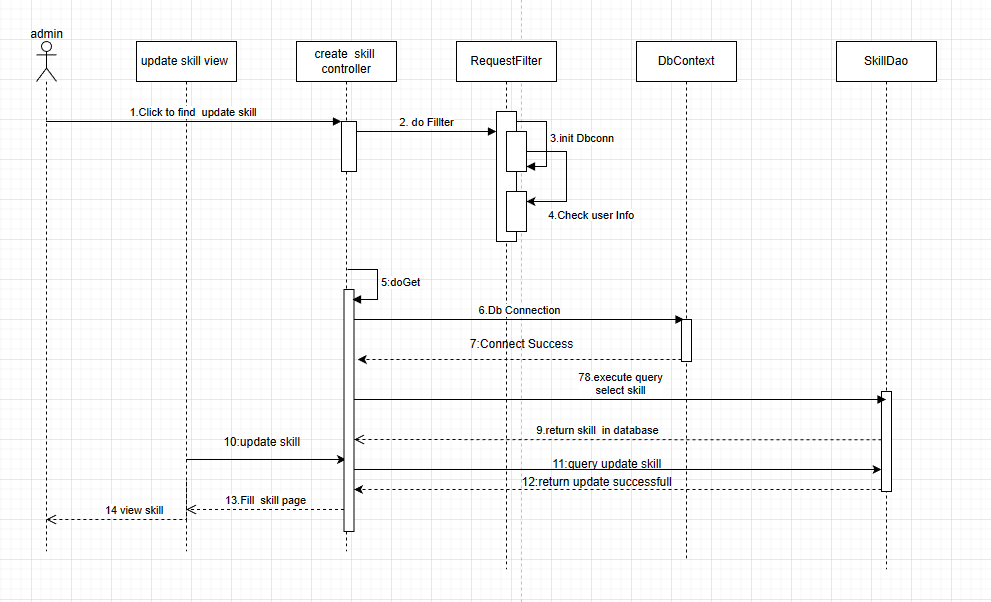 admin
update skill view
create skill
controller
RequestFilter
DbContext
SkillDao
1.Click to find update skill
2. do Fillter
3.init Dbconn
4.Check user Info
5:doGet
6.Db Connection
7:Connect Success
78.execute query
select skill
9.return skill in database
10:update skill
11:query update skill
12:return update successfull
13.Fill skill page
14 view skill